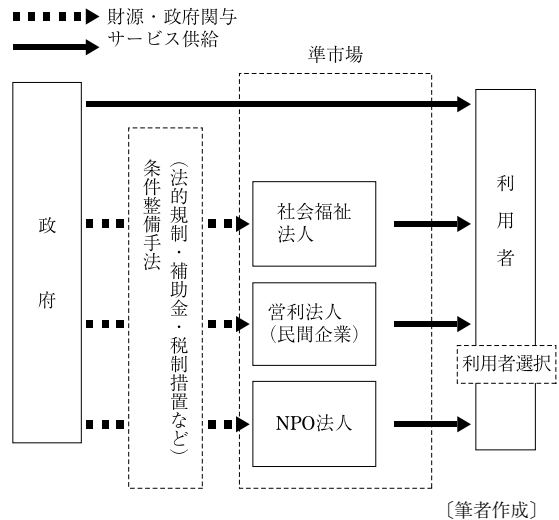 財源・政府関与
サービス供給
準市場
政府
条件整備手法
（法的規制・補助金・税制措置など）
社会福祉
法人
営利法人
（民間企業）
NPO法人
利用者
利用者選択
〔筆者作成〕